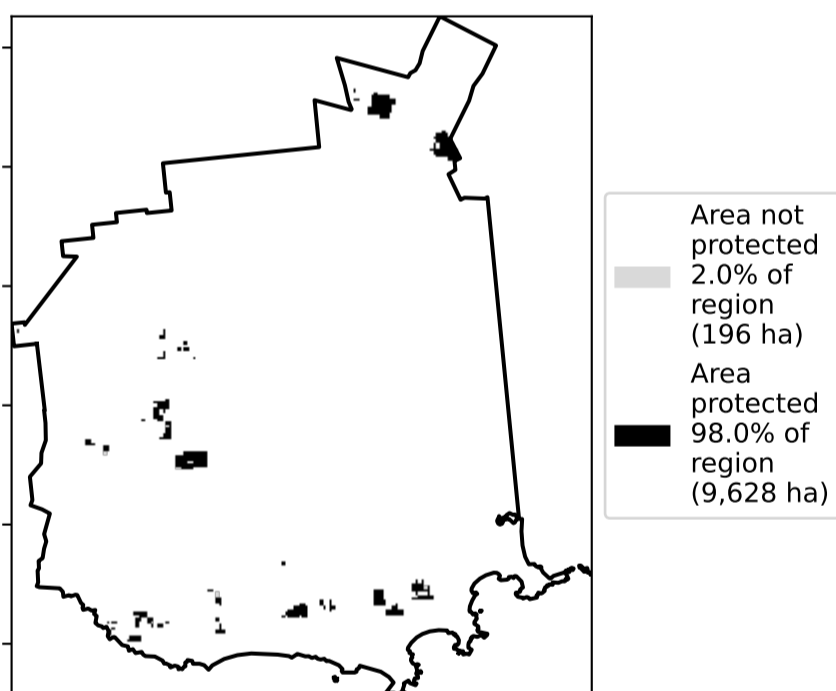 Area not
protected
2.0% of
region
(196 ha)
Area
protected
98.0% of
region
(9,628 ha)